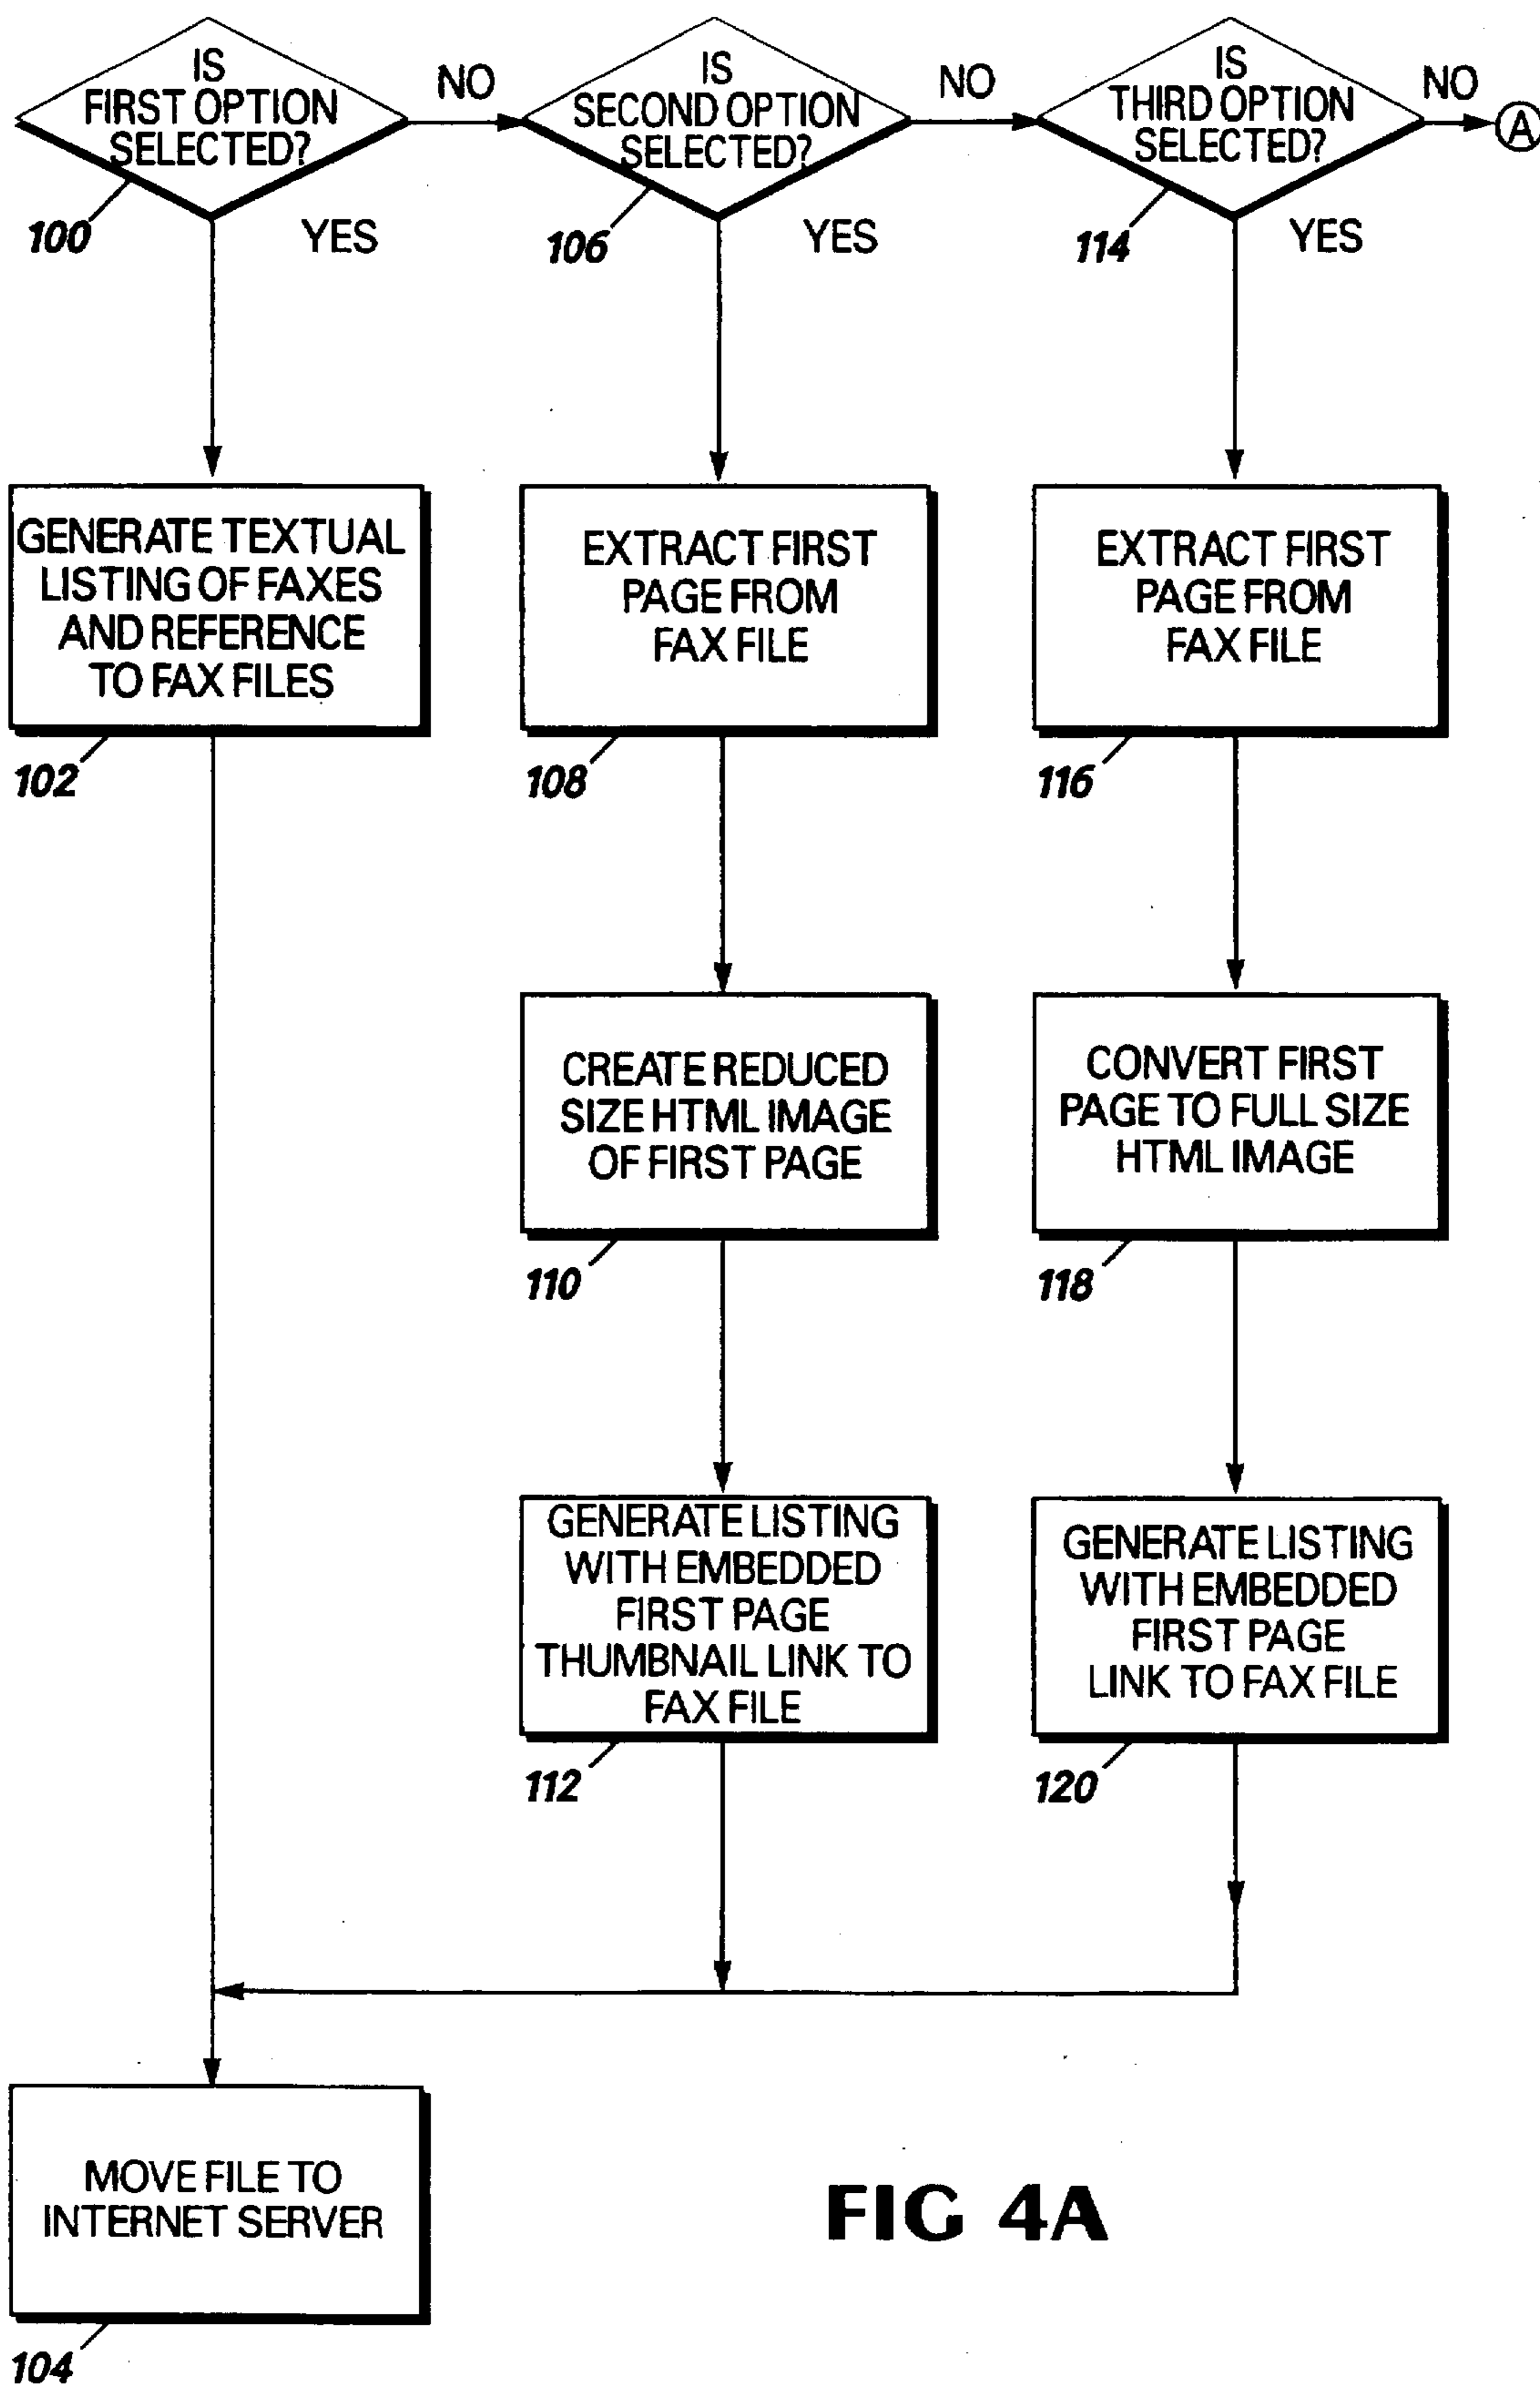 IS
FIRST OPTION
SELECTED?
NO
100
YES
IS
SECOND OPTION
SELECTED?
NO
106
YES
IS
THIRD OPTION
SELECTED?
NO
A
114
YES
GENERATE TEXTUAL
LISTING OF FAXES
AND REFERENCE
TO FAX FILES
102
EXTRACT FIRST
PAGE FROM
FAX FILE
108
EXTRACT FIRST
PAGE FROM
FAX FILE
116
CREATE REDUCED
SIZE HTML IMAGE
OF FIRST PAGE
110
CONVERT FIRST
PAGE TO FULL SIZE
HTML IMAGE
118
GENERATE LISTING
WITH EMBEDDED
FIRST PAGE
THUMBNAIL LINK TO
FAX FILE
112
GENERATE LISTING
WITH EMBEDDED
FIRST PAGE
LINK TO FAX FILE
120
MOVE FILE TO
INTERNET SERVER
104
FIG 4A